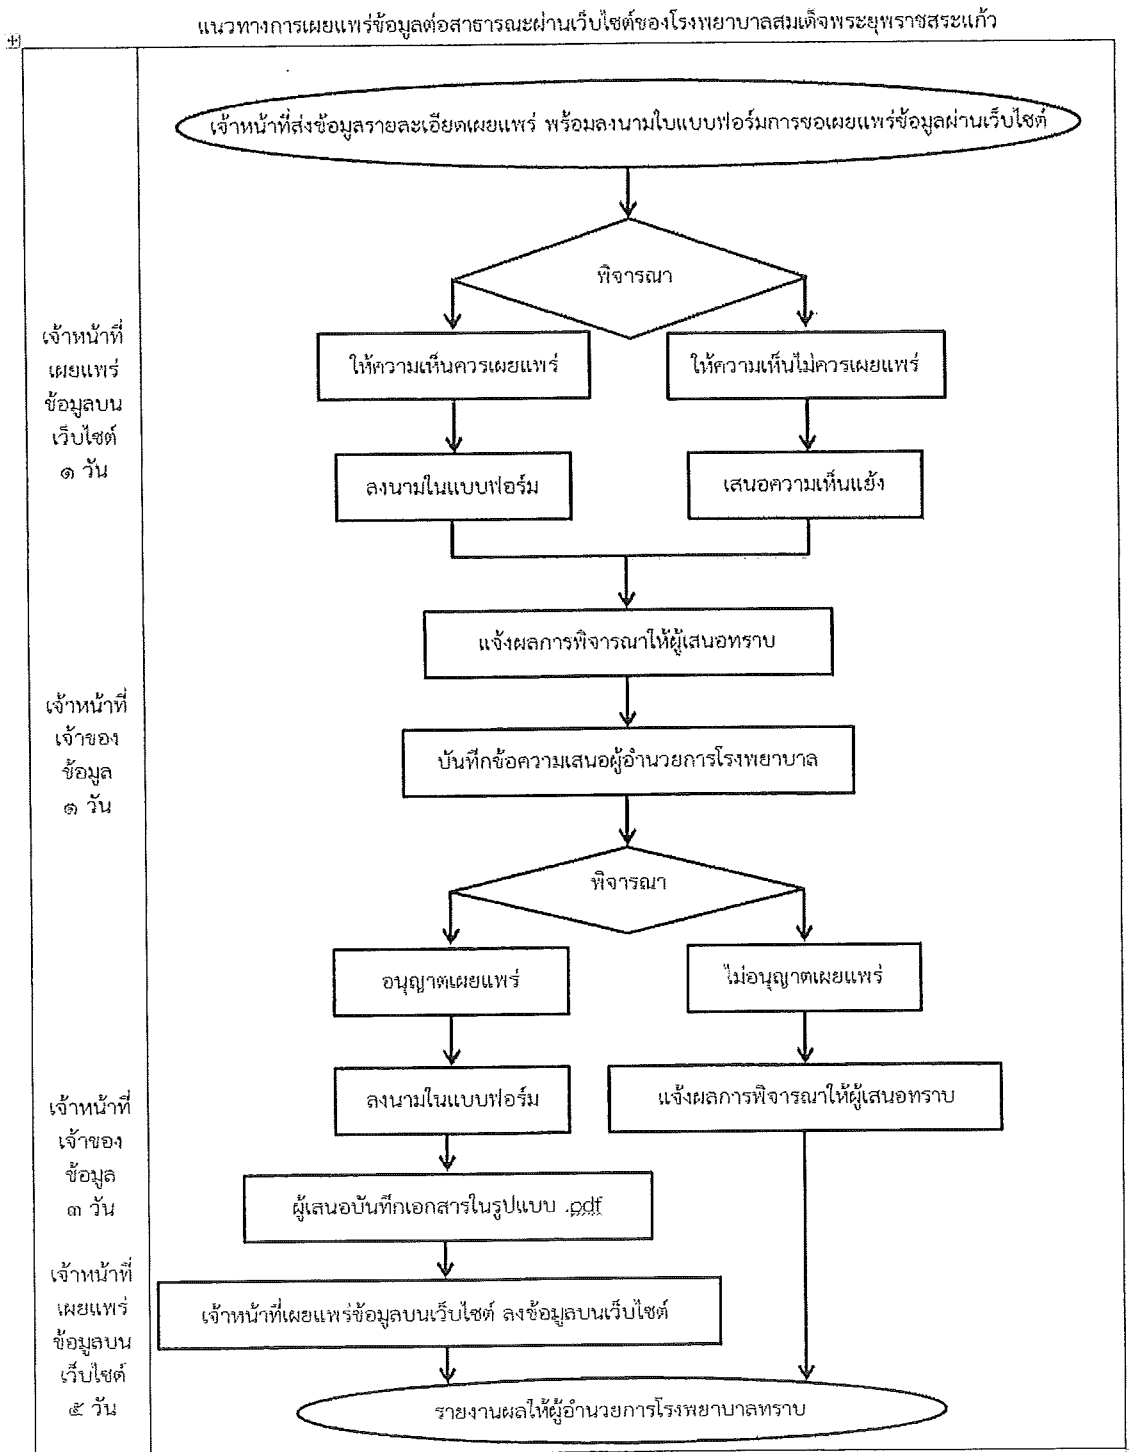 แนวทางการเผยแพร่ข้อมูลต่อสาธารณะผ่านเว็บไซต์ของโรงพยาบาลสมเด็จพระยุพราชสระแก้ว
เจ้าหน้าที่ส่งข้อมูลรายละเอียดเผยแพร่ พร้อมลงนามใบแบบฟอร์มการขอเผยแพร่ข้อมูลผ่านเว็บไซต์
พิจารณา
เจ้าหน้าที่
เผยแพร่
ข้อมูลบน
เว็บไซต์
๑ วัน
ให้ความเห็นควรเผยแพร่
ให้ความเห็นไม่ควรเผยแพร่
ลงนามในแบบฟอร์ม
เสนอความเห็นแย้ง
แจ้งผลการพิจารณาให้ผู้เสนอทราบ
เจ้าหน้าที่
เจ้าของ
ข้อมูล
๑ วัน
บันทึกข้อความเสนอผู้อำนวยการโรงพยาบาล
พิจารณา
อนุญาตเผยแพร่
ไม่อนุญาตเผยแพร่
ลงนามในแบบฟอร์ม
แจ้งผลการพิจารณาให้ผู้เสนอทราบ
เจ้าหน้าที่
เจ้าของ
ข้อมูล
๓ วัน
ผู้เสนอบันทึกเอกสารในรูปแบบ .pdf
เจ้าหน้าที่
เผยแพร่
ข้อมูลบน
เว็บไซต์
๕ วัน
เจ้าหน้าที่เผยแพร่ข้อมูลบนเว็บไซต์ ลงข้อมูลบนเว็บไซต์
รายงานผลให้ผู้อำนวยการโรงพยาบาลทราบ